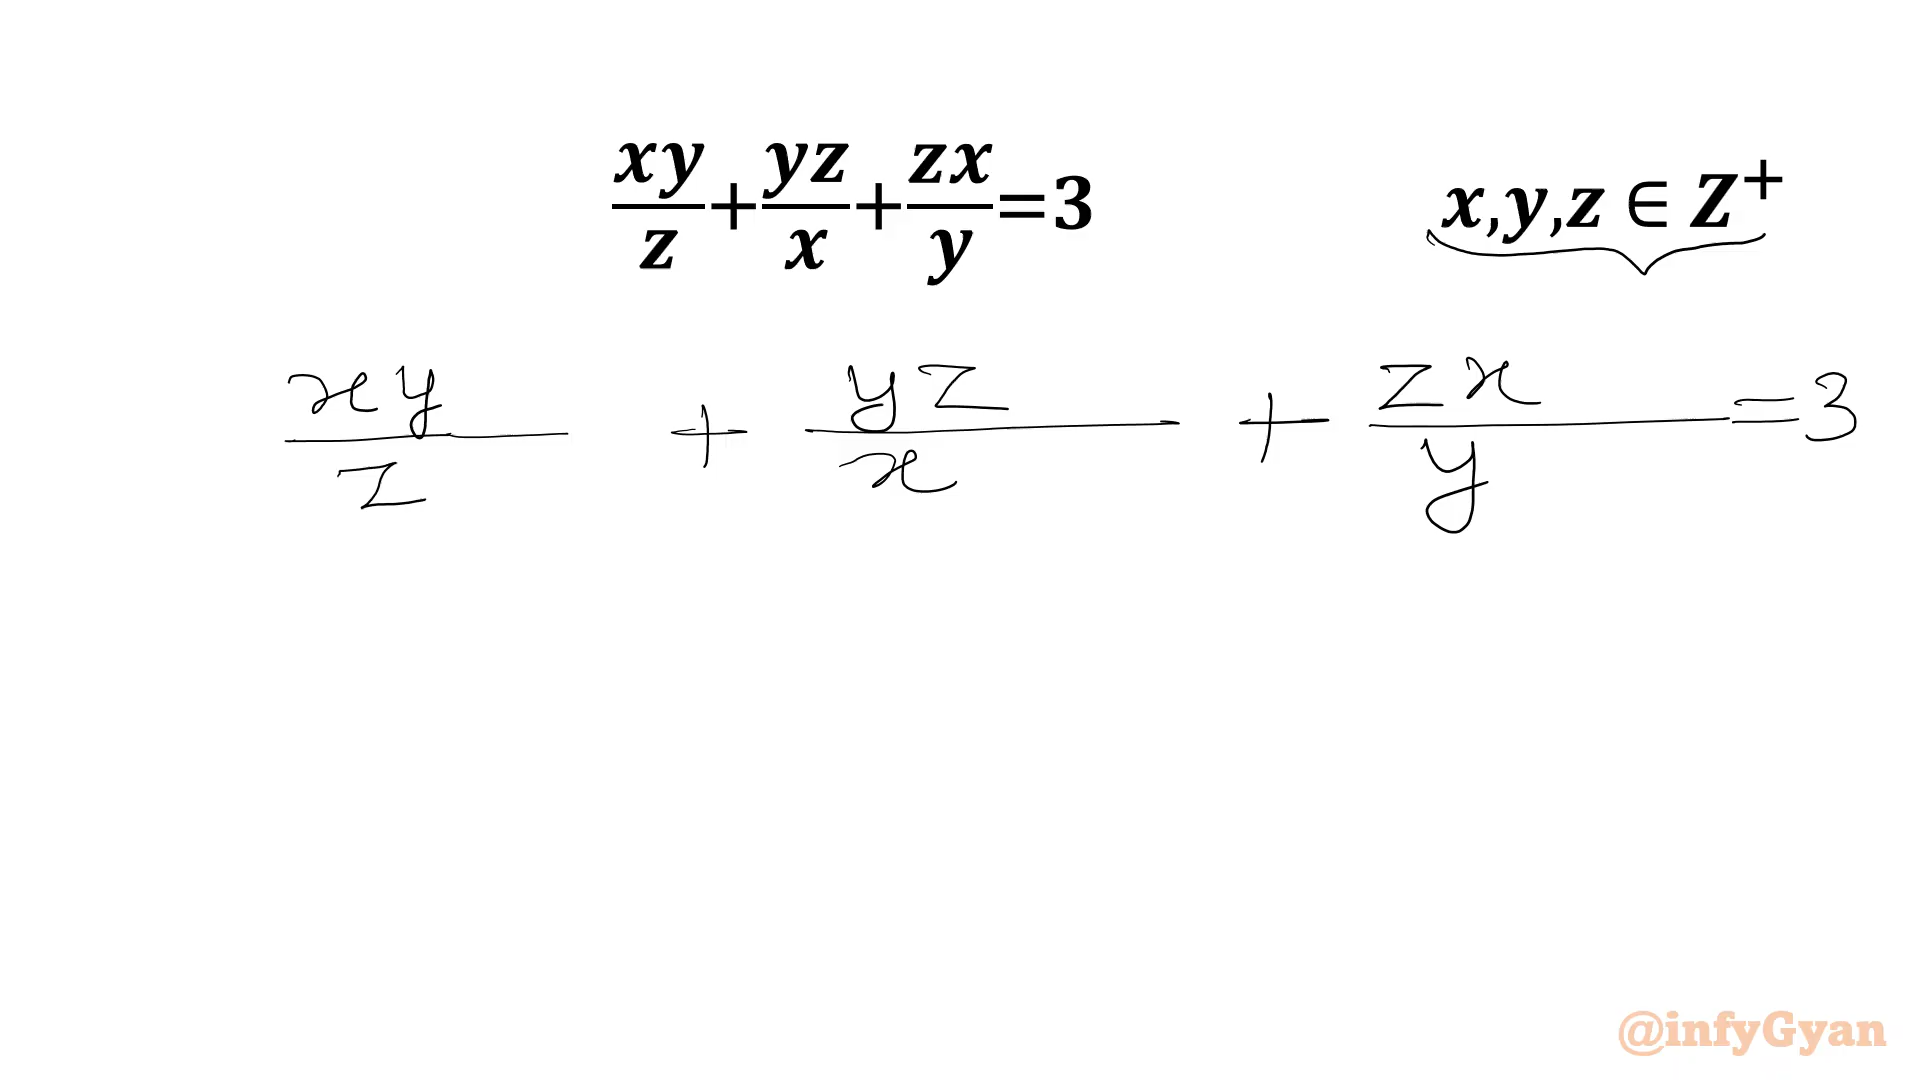 xy/z + yz/x + zx/y = 3    x, y, z ∈ Z⁺
xy/z + yz/x + zx/y = 3
@infyGyan